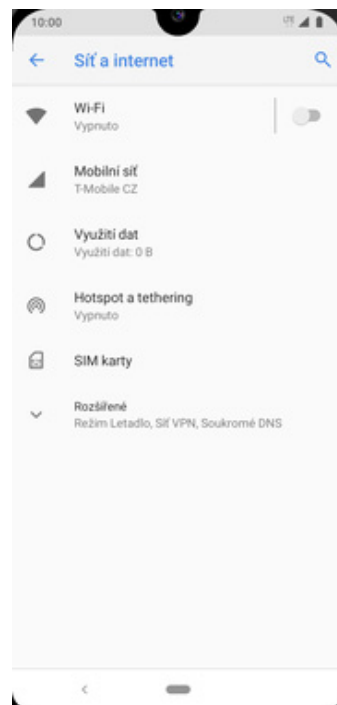 10:00
LTE
Síť a internet
Wi-Fi
Vypnuto
Mobilní síť
T-Mobile CZ
Využití dat
Využití dat: 0 B
Hotspot a tethering
Vypnuto
SIM karty
Rozšířené
Režim Letadlo, Síť VPN, Soukromé DNS